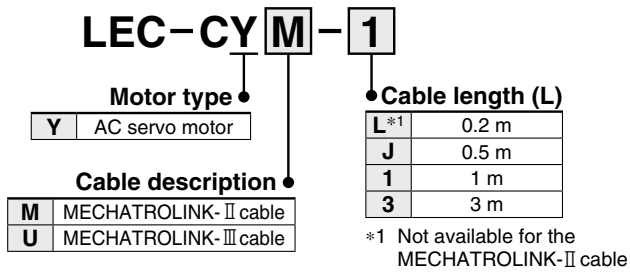 LEC-CYM-1
Motor type
Y AC servo motor
Cable description
M MECHATROLINK-Ⅱ cable
U MECHATROLINK-Ⅲ cable
Cable length (L)
L*1 0.2 m
J 0.5 m
1 1 m
3 3 m
*1 Not available for the
MECHATROLINK-Ⅱ cable